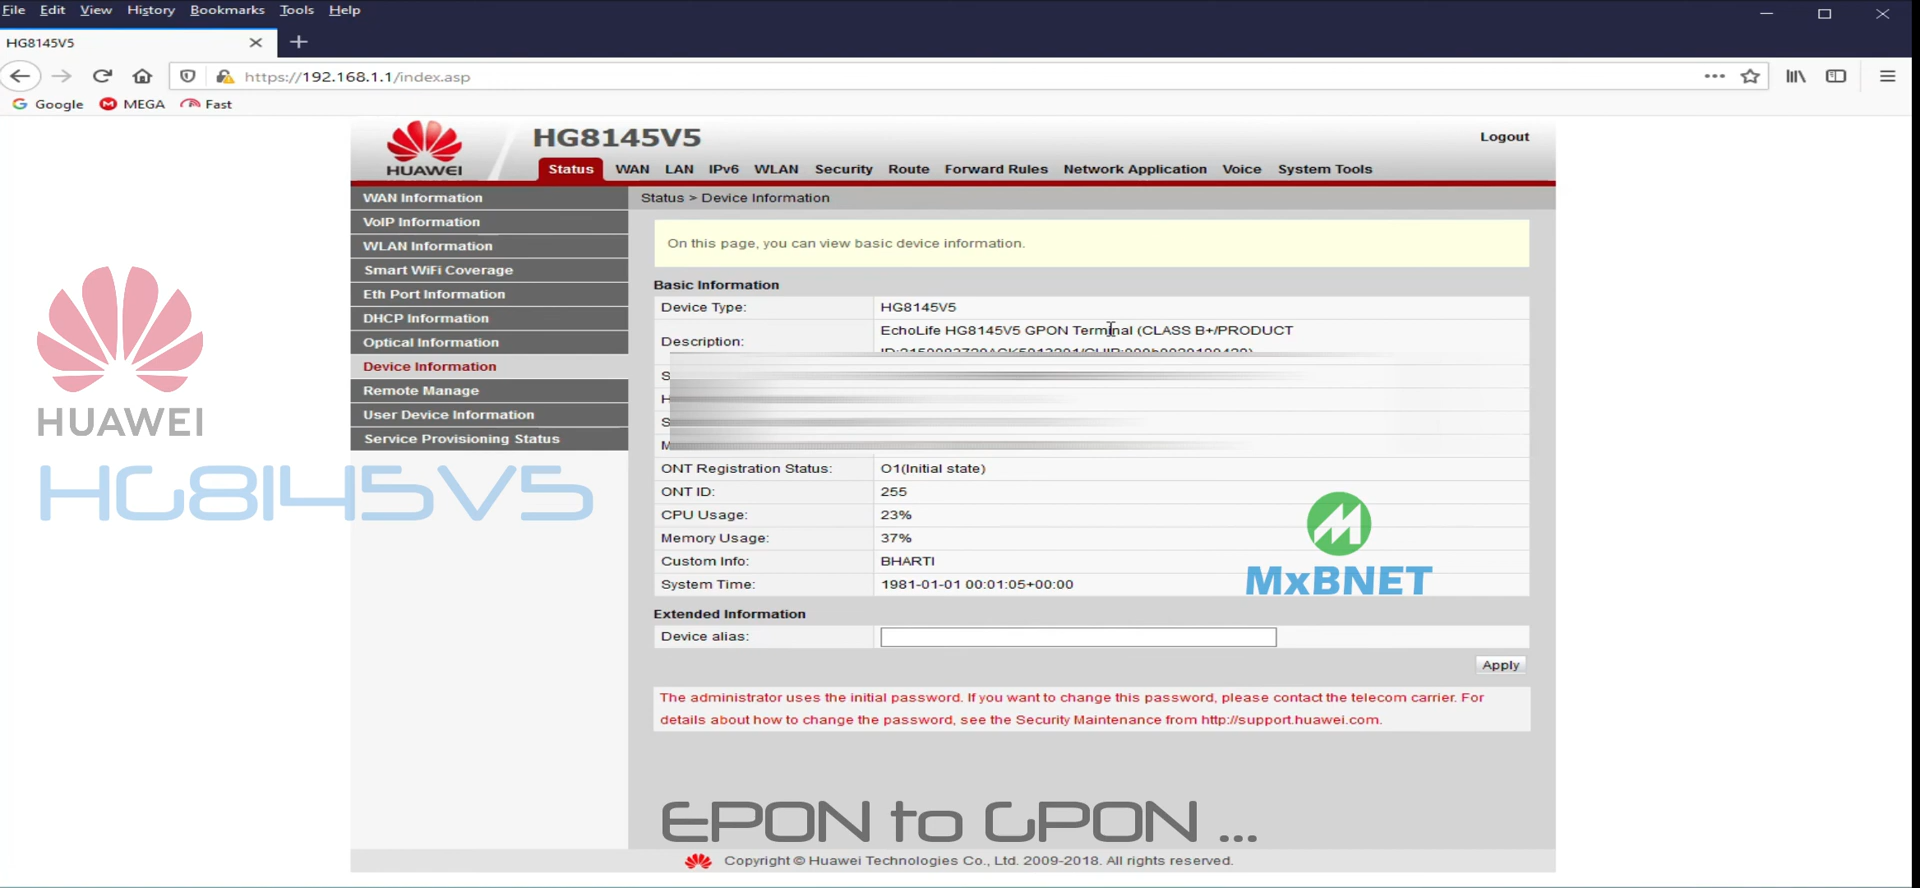 File Edit View History Bookmarks Tools Help
HG8145V5
https://192.168.1.1/index.asp
Google MEGA Fast
HUAWEI
HG8145V5
Logout
Status WAN LAN IPv6 WLAN Security Route Forward Rules Network Application Voice System Tools
WAN Information
VoIP Information
WLAN Information
Smart WiFi Coverage
Eth Port Information
DHCP Information
Optical Information
Device Information
Remote Manage
User Device Information
Service Provisioning Status
Status > Device Information
On this page, you can view basic device information.
Basic Information
Device Type: HG8145V5
Description: EchoLife HG8145V5 GPON Terminal (CLASS B+/PRODUCT
S
H
S
M
ONT Registration Status: O1(Initial state)
ONT ID: 255
CPU Usage: 23%
Memory Usage: 37%
Custom Info: BHARTI
System Time: 1981-01-01 00:01:05+00:00
Extended Information
Device alias:
Apply
The administrator uses the initial password. If you want to change this password, please contact the telecom carrier. For
details about how to change the password, see the Security Maintenance from http://support.huawei.com.
HUAWEI
HG8145V5
MxBNET
EPON to GPON ...
Copyright © Huawei Technologies Co., Ltd. 2009-2018. All rights reserved.